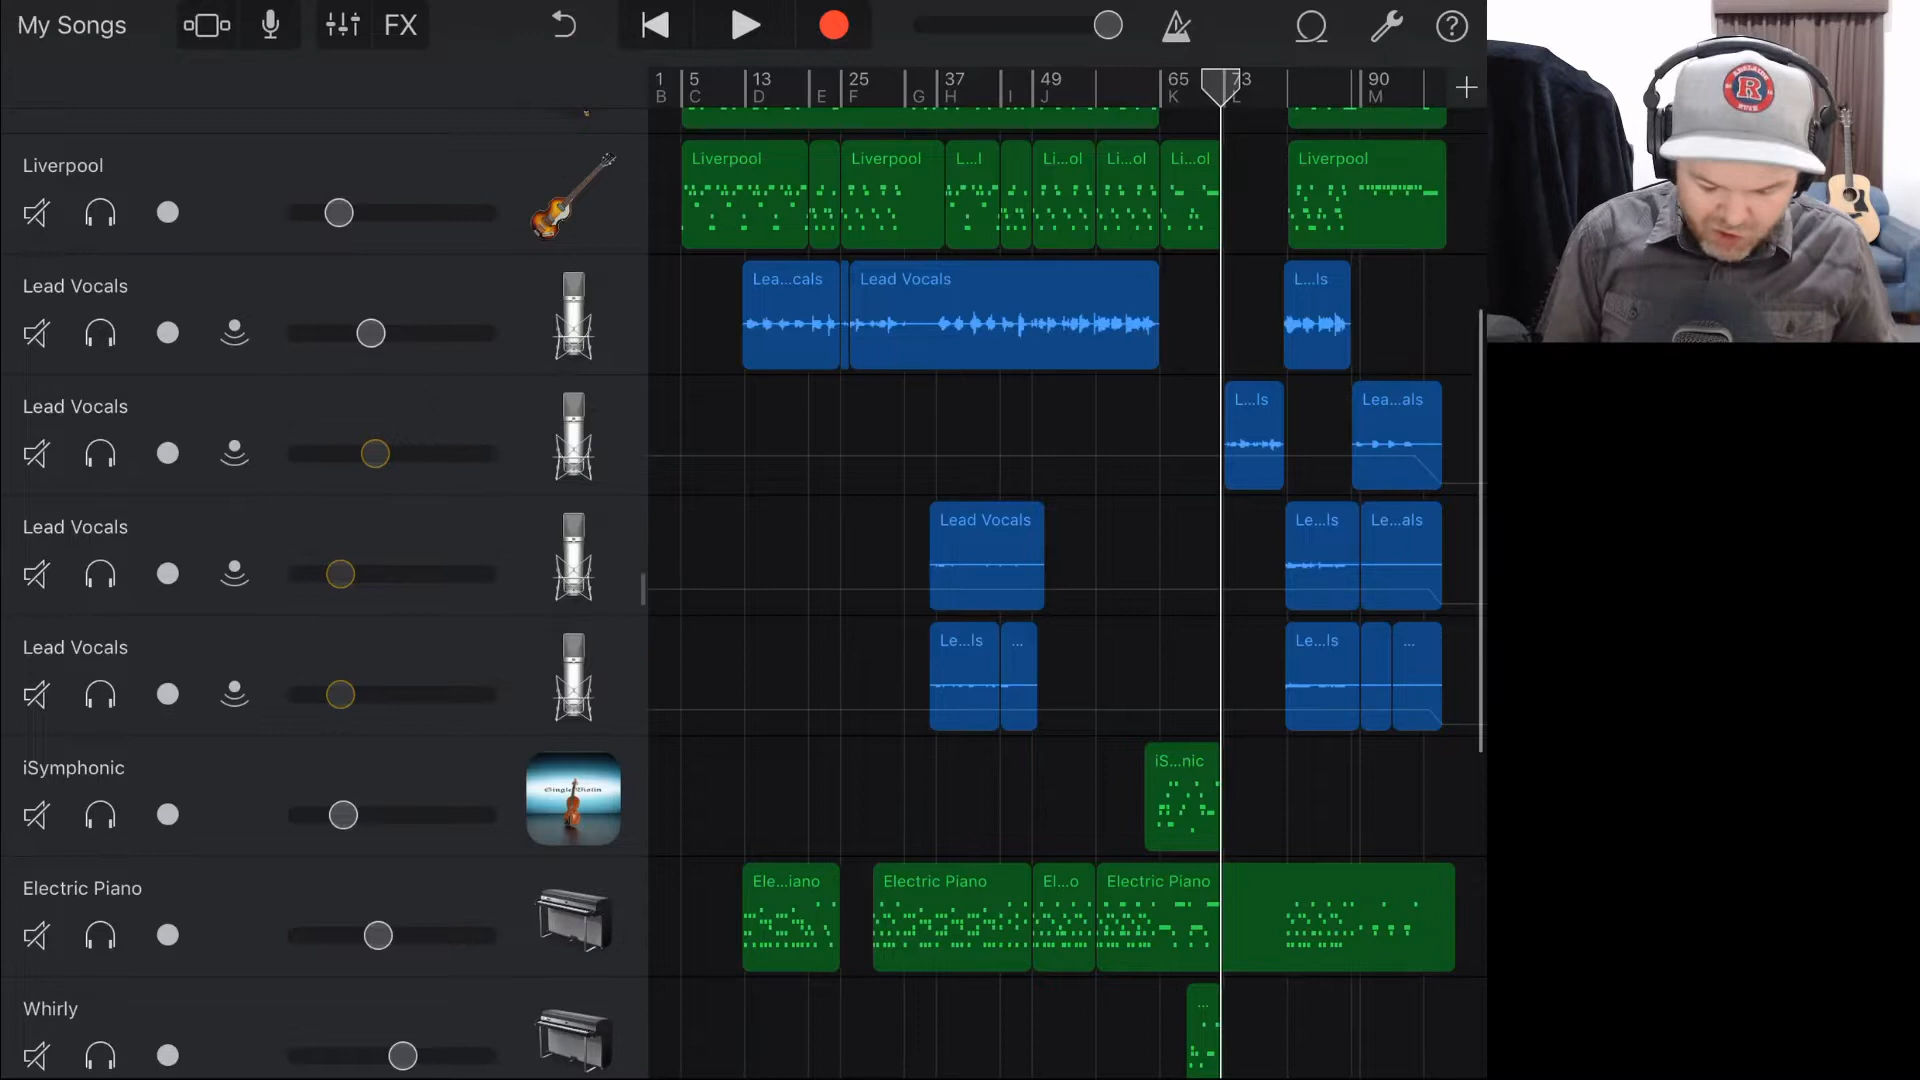 My Songs FX
1 5 13 25 37 49 65 73 90
B C D E F G H I J K L M
Liverpool
Liverpool Liverpool L...l Li...ol Li...ol Li...ol Liverpool
Lead Vocals
Lea...cals Lead Vocals L...ls
Lead Vocals
L...ls Lea...als
Lead Vocals
Lead Vocals Le...ls Le...als
Lead Vocals
Le...ls ... Le...ls ...
iSymphonic
Single Violin
iS...nic
Electric Piano
Ele...iano Electric Piano El...o Electric Piano
Whirly
...
ADELAIDE
R